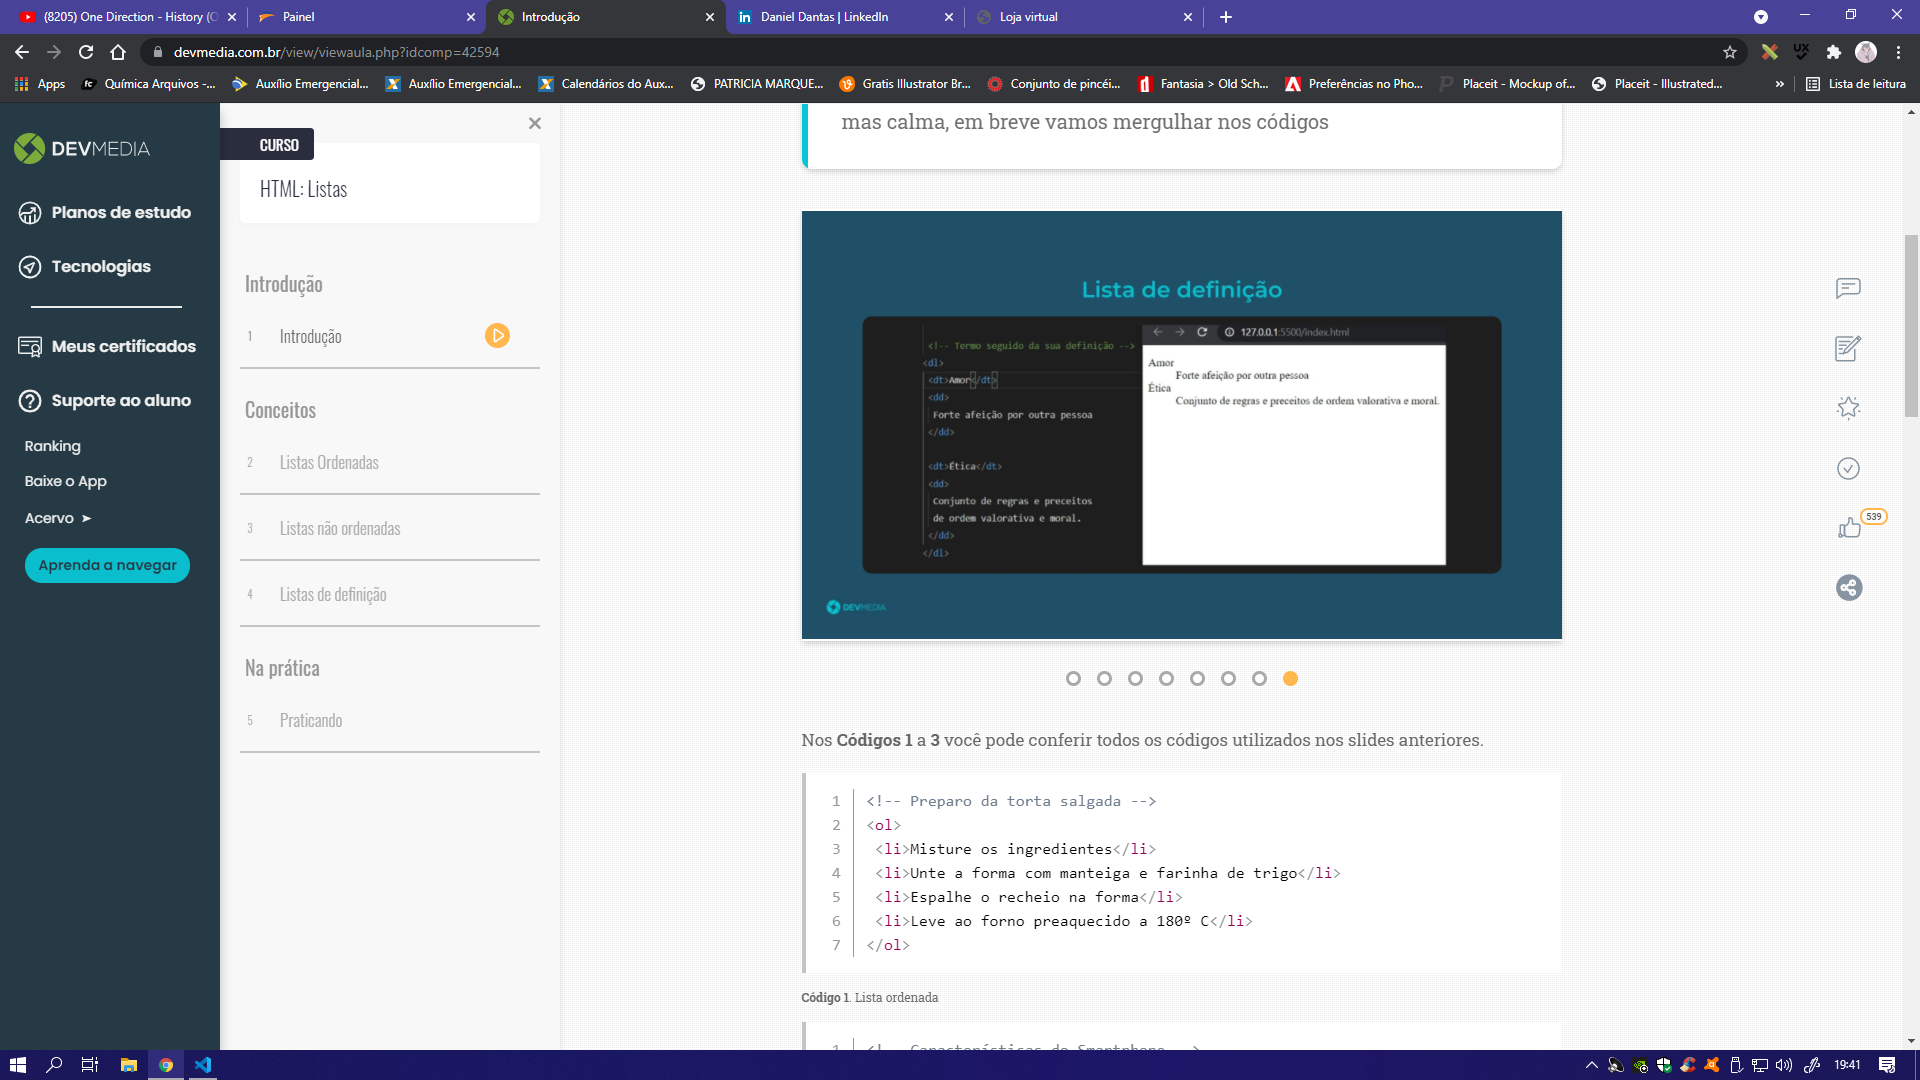 (8205) One Direction - History (O
Painel
Introdução
Daniel Dantas | LinkedIn
Loja virtual
devmedia.com.br/view/viewaula.php?idcomp=42594
Apps
Química Arquivos -...
Auxílio Emergencial...
Auxílio Emergencial...
Calendários do Aux...
PATRICIA MARQUE...
Gratis Illustrator Br...
Conjunto de pincéi...
Fantasia > Old Sch...
Preferências no Pho...
Placeit - Mockup of...
Placeit - Illustrated...
»
Lista de leitura
DEVMEDIA
Planos de estudo
Tecnologias
Meus certificados
Suporte ao aluno
Ranking
Baixe o App
Acervo ➤
Aprenda a navegar
CURSO
HTML: Listas
Introdução
1 Introdução
Conceitos
2 Listas Ordenadas
3 Listas não ordenadas
4 Listas de definição
Na prática
5 Praticando
mas calma, em breve vamos mergulhar nos códigos
Lista de definição
<!-- Termo seguido da sua definição -->
<dl>
<dt>Amor</dt>
<dd>
Forte afeição por outra pessoa
</dd>
<dt>Ética</dt>
<dd>
Conjunto de regras e preceitos
de ordem valorativa e moral.
</dd>
</dl>
127.0.0.1:5500/index.html
Amor
Forte afeição por outra pessoa
Ética
Conjunto de regras e preceitos de ordem valorativa e moral.
DEVMEDIA
539
Nos Códigos 1 a 3 você pode conferir todos os códigos utilizados nos slides anteriores.
1 <!-- Preparo da torta salgada -->
2 <ol>
3 <li>Misture os ingredientes</li>
4 <li>Unte a forma com manteiga e farinha de trigo</li>
5 <li>Espalhe o recheio na forma</li>
6 <li>Leve ao forno preaquecido a 180º C</li>
7 </ol>
Código 1. Lista ordenada
1 <!-- Características do Smartphone -->
19:41